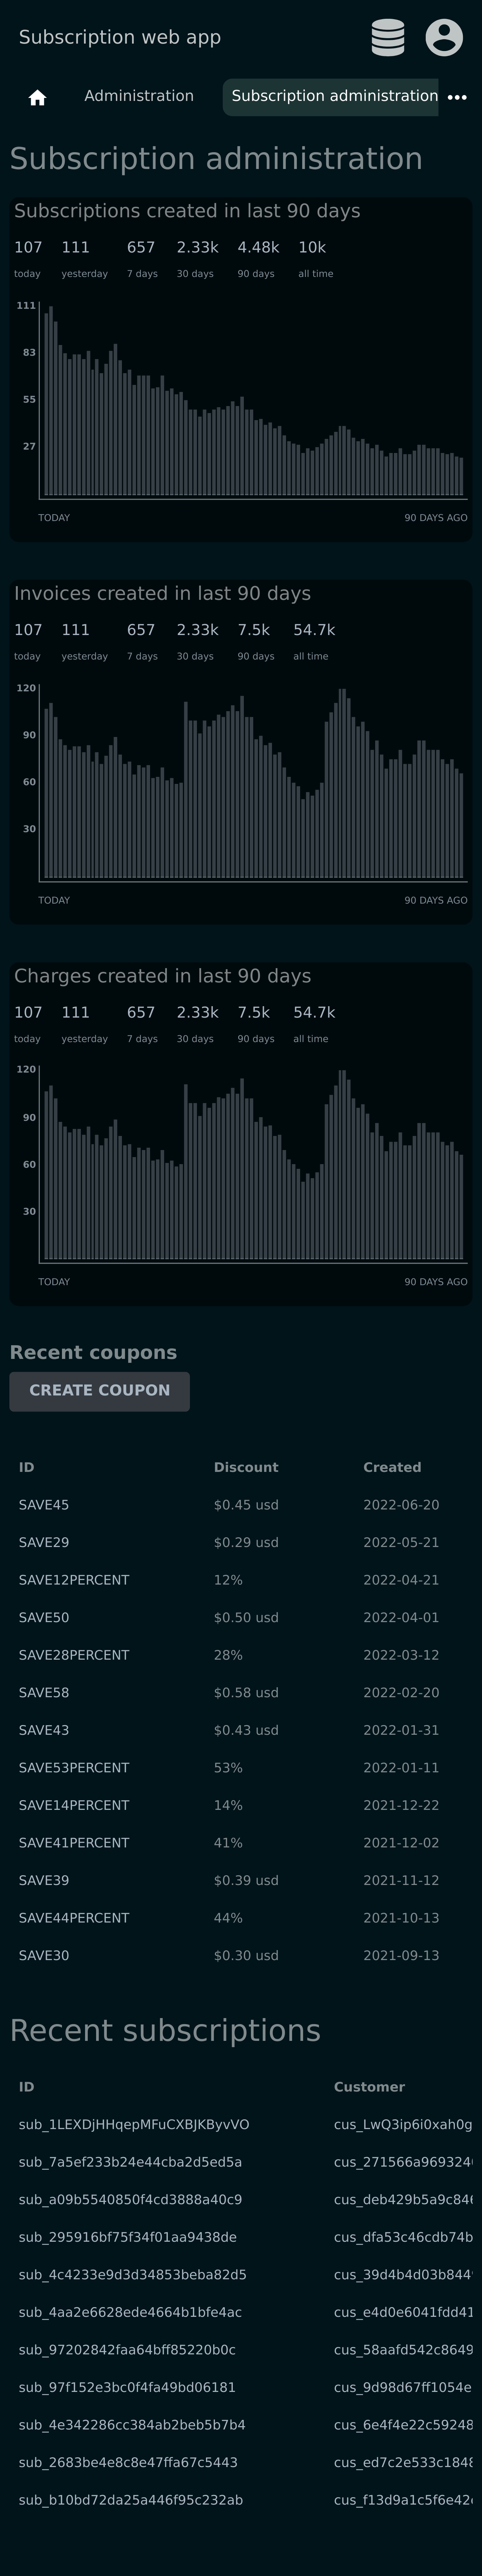 Subscription web app
Administration Subscription administration
Subscription administration
Subscriptions created in last 90 days
107 111 657 2.33k 4.48k 10k
today yesterday 7 days 30 days 90 days all time
111
83
55
27
TODAY 90 DAYS AGO
Invoices created in last 90 days
107 111 657 2.33k 7.5k 54.7k
today yesterday 7 days 30 days 90 days all time
120
90
60
30
TODAY 90 DAYS AGO
Charges created in last 90 days
107 111 657 2.33k 7.5k 54.7k
today yesterday 7 days 30 days 90 days all time
120
90
60
30
TODAY 90 DAYS AGO
Recent coupons
CREATE COUPON
ID Discount Created
SAVE45 $0.45 usd 2022-06-20
SAVE29 $0.29 usd 2022-05-21
SAVE12PERCENT 12% 2022-04-21
SAVE50 $0.50 usd 2022-04-01
SAVE28PERCENT 28% 2022-03-12
SAVE58 $0.58 usd 2022-02-20
SAVE43 $0.43 usd 2022-01-31
SAVE53PERCENT 53% 2022-01-11
SAVE14PERCENT 14% 2021-12-22
SAVE41PERCENT 41% 2021-12-02
SAVE39 $0.39 usd 2021-11-12
SAVE44PERCENT 44% 2021-10-13
SAVE30 $0.30 usd 2021-09-13
Recent subscriptions
ID Customer
sub_1LEXDjHHqepMFuCXBJKByvVO cus_LwQ3ip6i0xah0g
sub_7a5ef233b24e44cba2d5ed5a cus_271566a969324
sub_a09b5540850f4cd3888a40c9 cus_deb429b5a9c846
sub_295916bf75f34f01aa9438de cus_dfa53c46cdb74b
sub_4c4233e9d3d34853beba82d5 cus_39d4b4d03b844
sub_4aa2e6628ede4664b1bfe4ac cus_e4d0e6041fdd41
sub_97202842faa64bff85220b0c cus_58aafd542c8649
sub_97f152e3bc0f4fa49bd06181 cus_9d98d67ff1054e
sub_4e342286cc384ab2beb5b7b4 cus_6e4f4e22c59248
sub_2683be4e8c8e47ffa67c5443 cus_ed7c2e533c1848
sub_b10bd72da25a446f95c232ab cus_f13d9a1c5f6e42